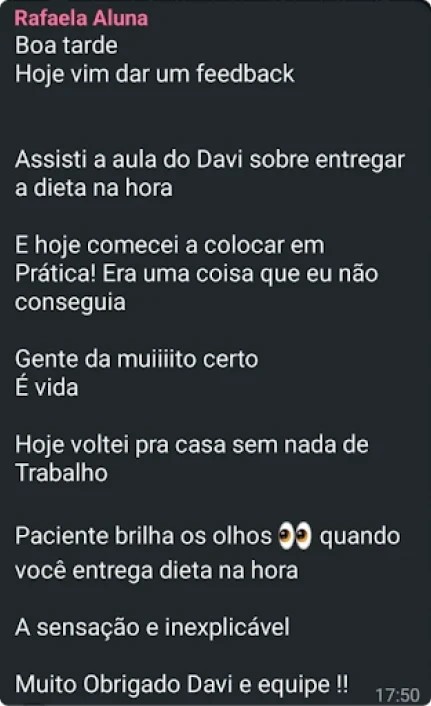 Rafaela Aluna
Boa tarde
Hoje vim dar um feedback
Assisti a aula do Davi sobre entregar
a dieta na hora
E hoje comecei a colocar em
Prática! Era uma coisa que eu não
conseguia
Gente da muiiiito certo
É vida
Hoje voltei pra casa sem nada de
Trabalho
Paciente brilha os olhos 👀 quando
você entrega dieta na hora
A sensação e inexplicável
Muito Obrigado Davi e equipe !!
17:50